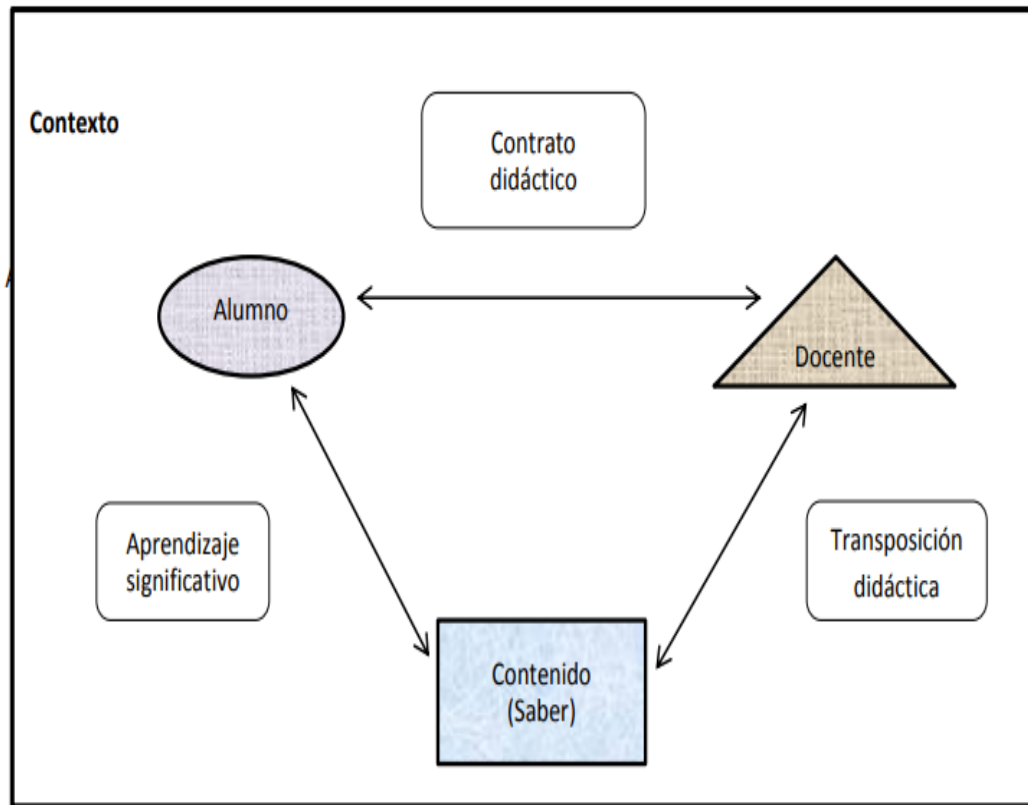 Contexto
Contrato
didáctico
Alumno
Docente
Aprendizaje
significativo
Transposición
didáctica
Contenido
(Saber)